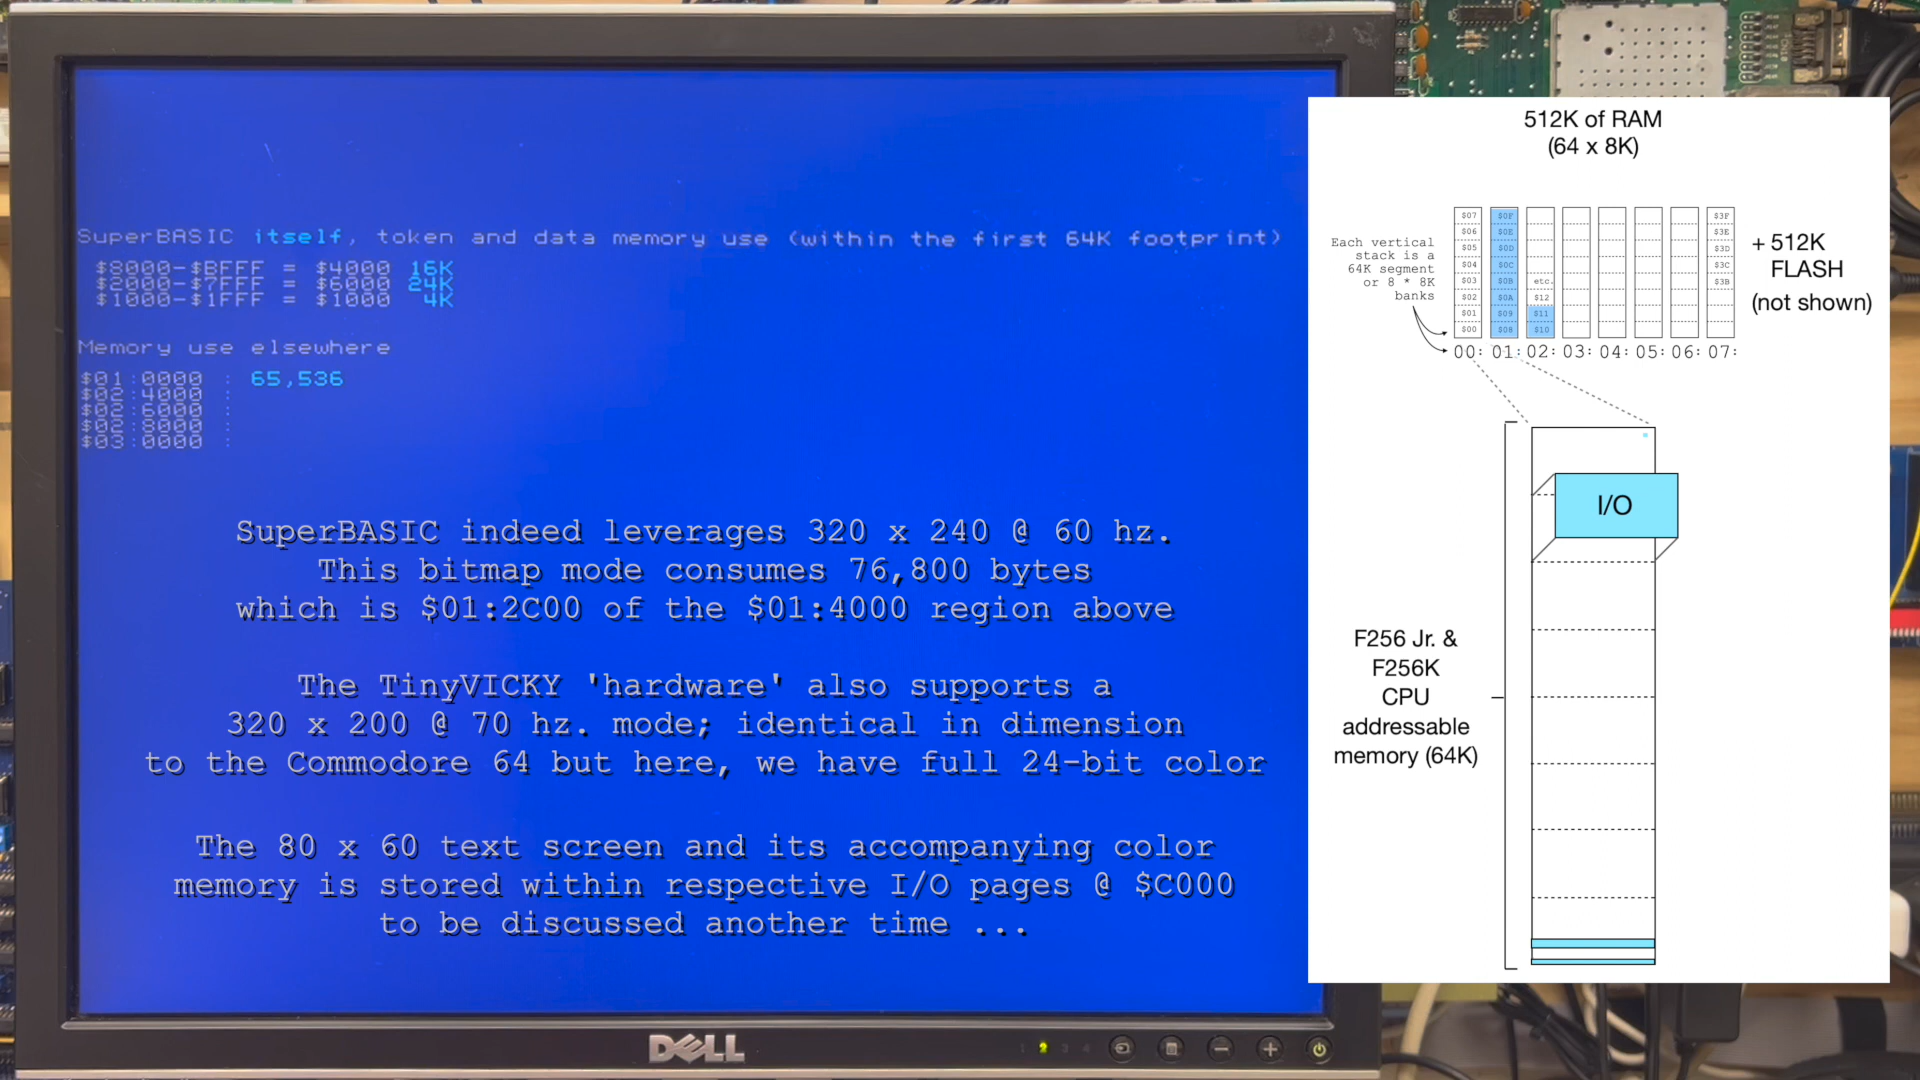 SuperBASIC itself, token and data memory use (within the first 64K footprint)
$8000-$BFFF = $4000 16K
$2000-$7FFF = $6000 24K
$1000-$1FFF = $1000 4K
Memory use elsewhere
$01:0000 : 65,536
$02:4000 :
$02:6000 :
$02:8000 :
$03:0000 :
SuperBASIC indeed leverages 320 x 240 @ 60 hz.
This bitmap mode consumes 76,800 bytes
which is $01:2C00 of the $01:4000 region above
The TinyVICKY 'hardware' also supports a
320 x 200 @ 70 hz. mode; identical in dimension
to the Commodore 64 but here, we have full 24-bit color
The 80 x 60 text screen and its accompanying color
memory is stored within respective I/O pages @ $C000
to be discussed another time ...
DELL
512K of RAM
(64 x 8K)
Each vertical
stack is a
64K segment
or 8 * 8K
banks
$07 $0F $3F
$06 $0E $3E
$05 $0D $3D
$04 $0C $3C
$03 $0B etc. $3B
$02 $0A $12
$01 $09 $11
$00 $08 $10
00: 01: 02: 03: 04: 05: 06: 07:
+ 512K
FLASH
(not shown)
I/O
F256 Jr. &
F256K
CPU
addressable
memory (64K)